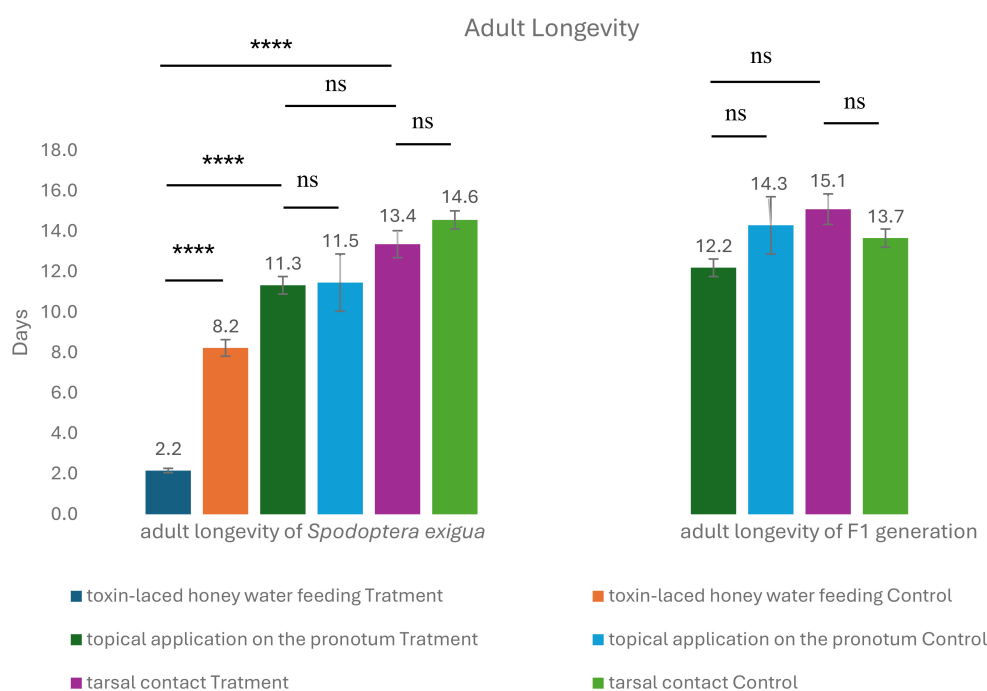 Adult Longevity
****
ns
ns
****
ns
****
ns
ns
ns
18.0
16.0
14.0
12.0
10.0
8.0
6.0
4.0
2.0
0.0
Days
2.2
8.2
11.3
11.5
13.4
14.6
12.2
14.3
15.1
13.7
adult longevity of Spodoptera exigua
adult longevity of F1 generation
toxin-laced honey water feeding Tratment
toxin-laced honey water feeding Control
topical application on the pronotum Tratment
topical application on the pronotum Control
tarsal contact Tratment
tarsal contact Control